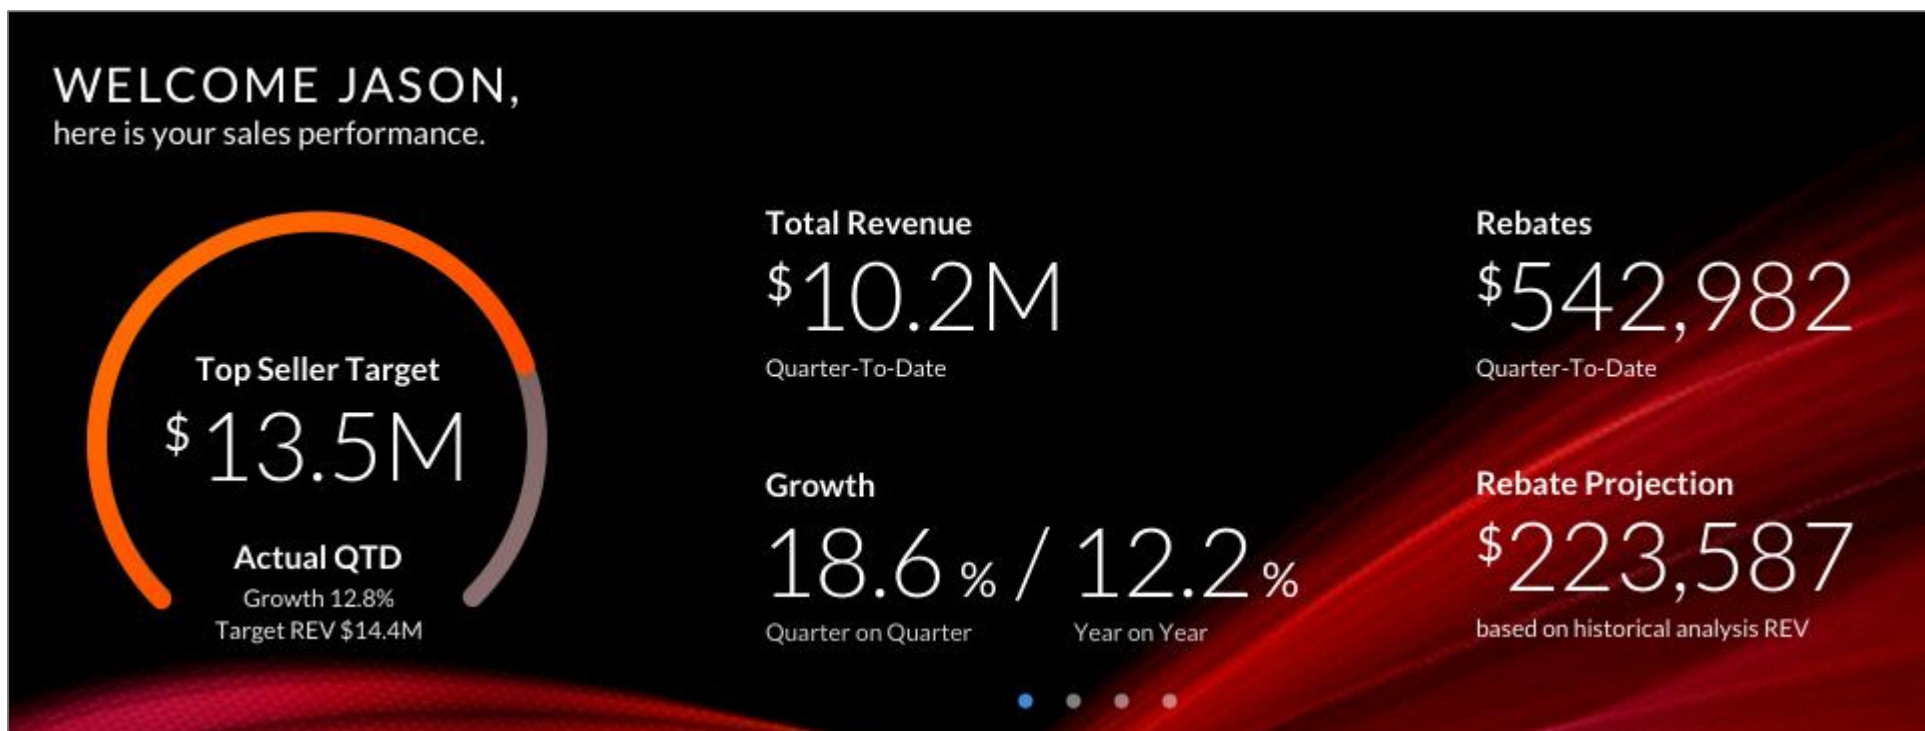 WELCOME JASON,
here is your sales performance.
Top Seller Target
$13.5M
Actual QTD
Growth 12.8%
Target REV $14.4M
Total Revenue
$10.2M
Quarter-To-Date
Growth
18.6 % / 12.2 %
Quarter on Quarter Year on Year
Rebates
$542,982
Quarter-To-Date
Rebate Projection
$223,587
based on historical analysis REV